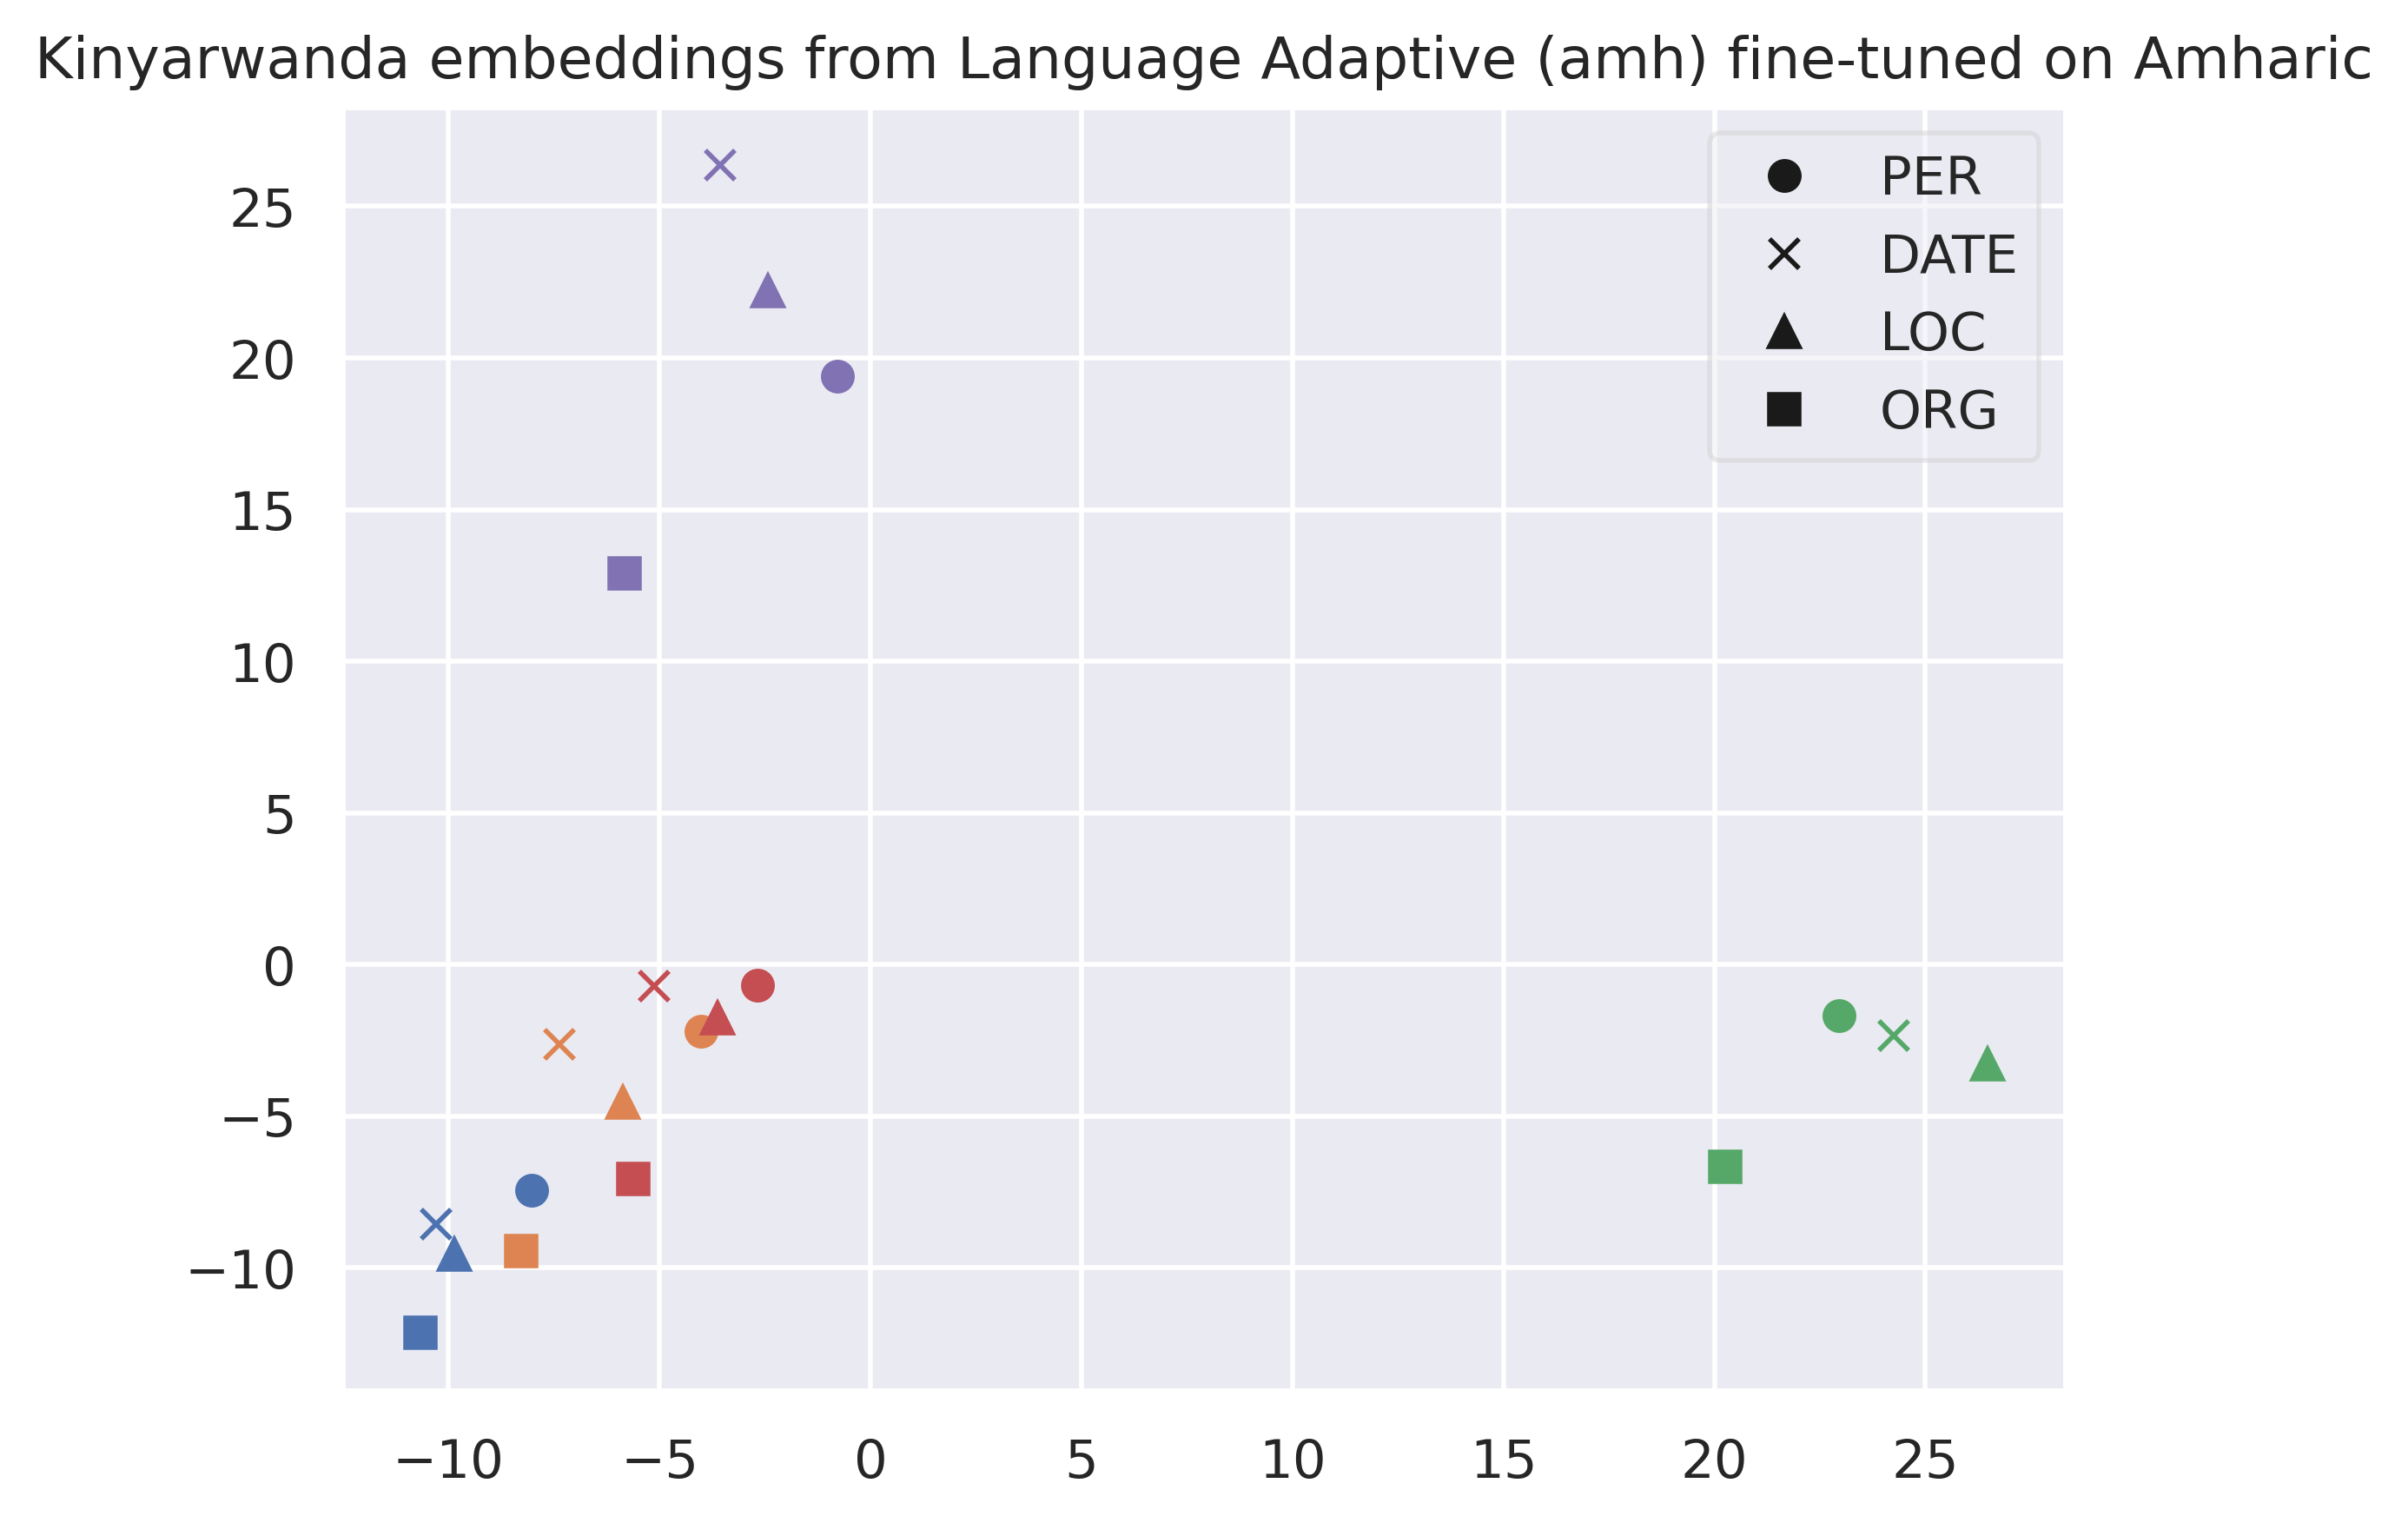 Kinyarwanda embeddings from Language Adaptive (amh) fine-tuned on Amharic
PER
DATE
LOC
ORG
25
20
15
10
5
0
−5
−10
−10 −5 0 5 10 15 20 25